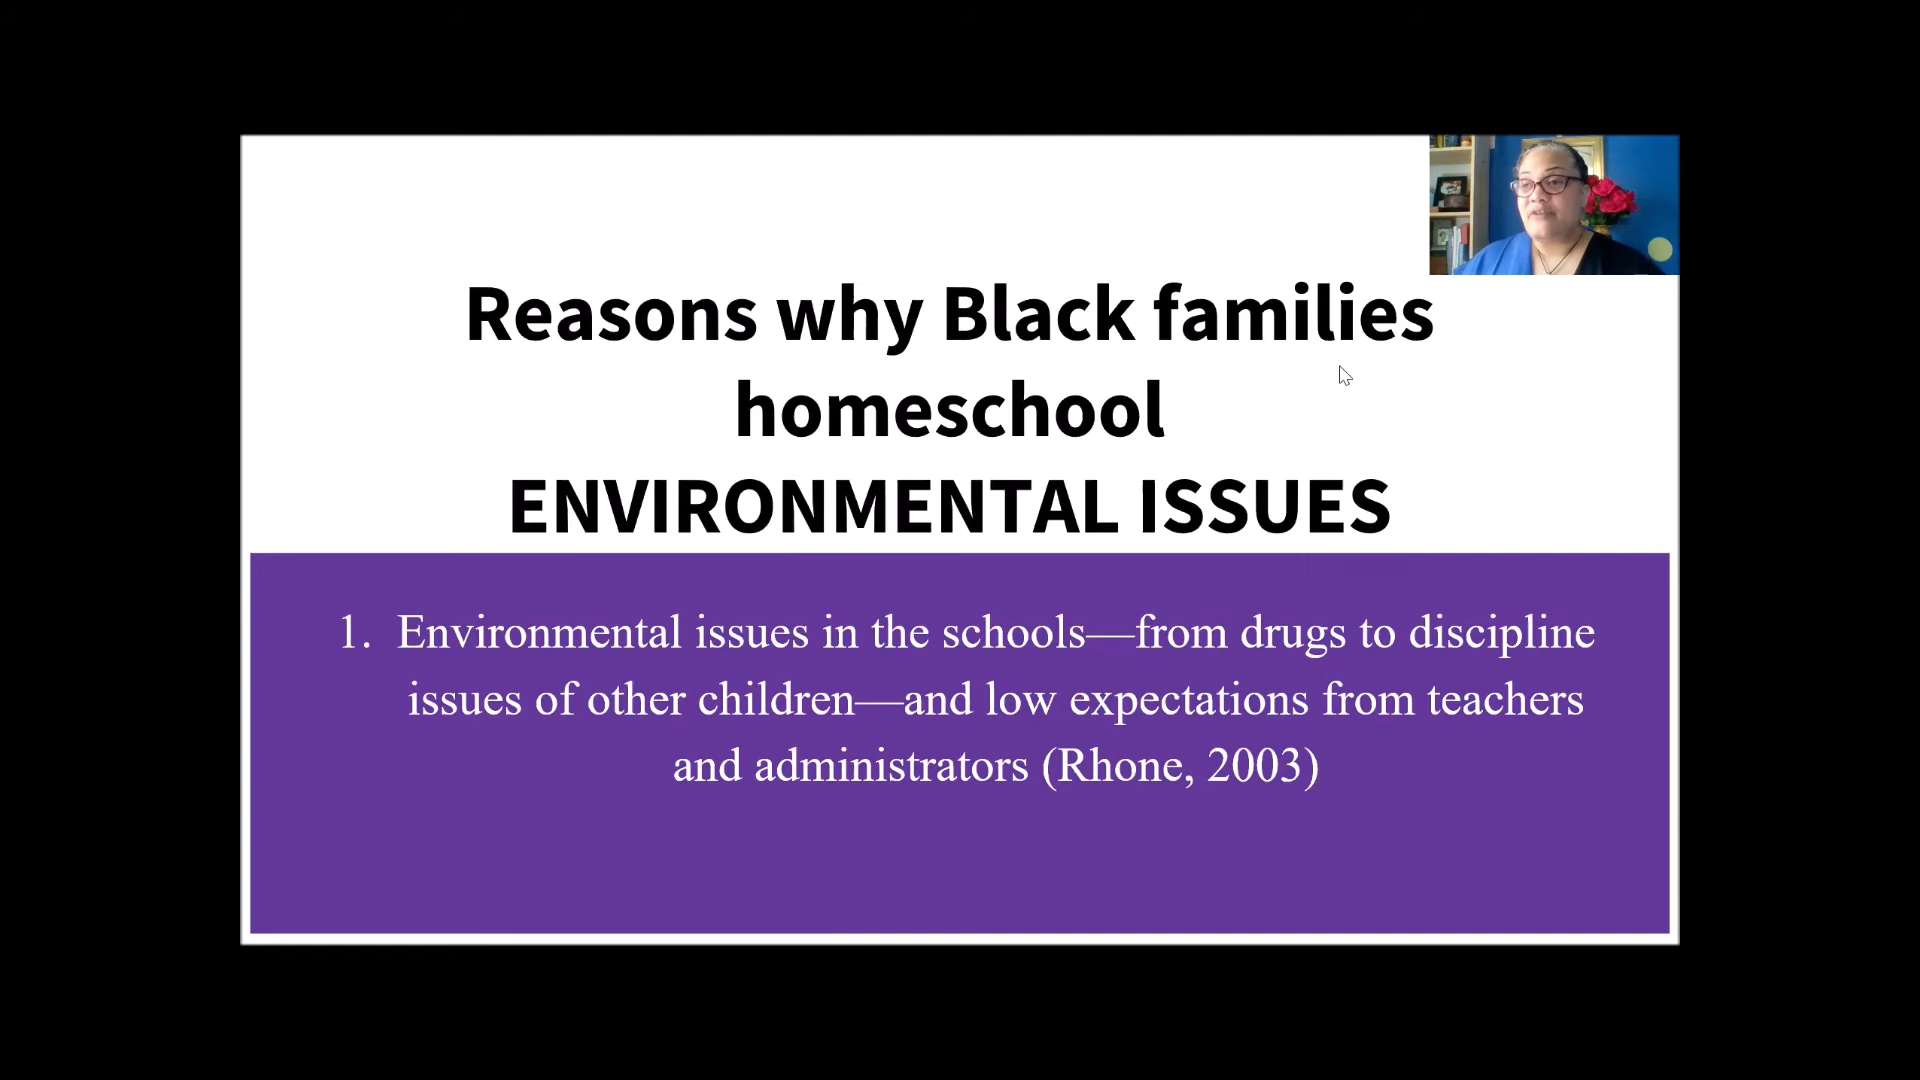 Reasons why Black families
homeschool
ENVIRONMENTAL ISSUES
1. Environmental issues in the schools—from drugs to discipline
issues of other children—and low expectations from teachers
and administrators (Rhone, 2003)